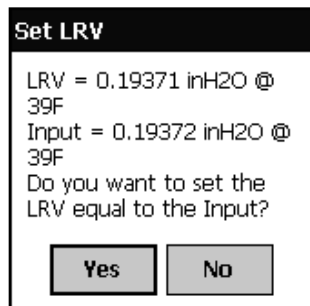 Set LRV
LRV = 0.19371 inH2O @
39F
Input = 0.19372 inH2O @
39F
Do you want to set the
LRV equal to the Input?
Yes No